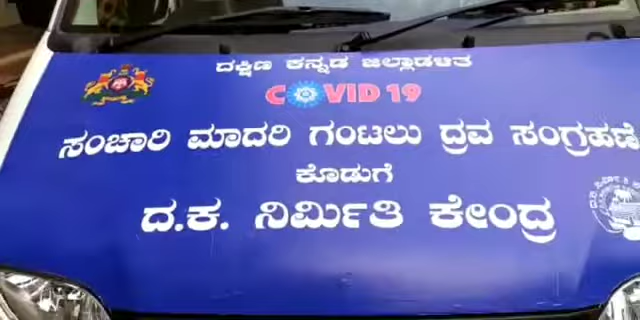 ದಕ್ಷಿಣ ಕನ್ನಡ ಜಿಲ್ಲಾಡಳಿತ
COVID 19
ಸಂಚಾರಿ ಮಾದರಿ ಗಂಟಲು ದ್ರವ ಸಂಗ್ರಹಣೆ
ಕೊಡುಗೆ
ದ.ಕ. ನಿರ್ಮಿತಿ ಕೇಂದ್ರ